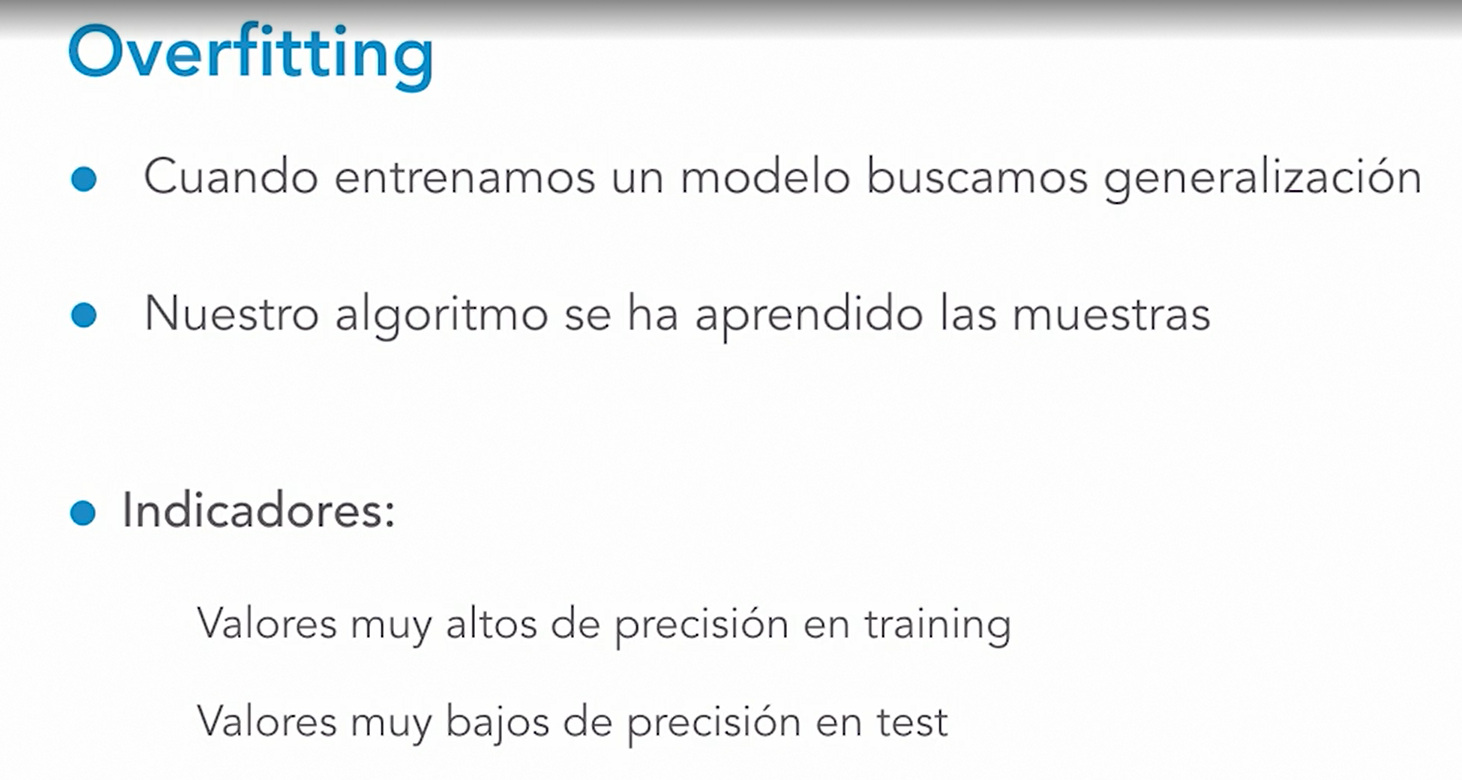 Overfitting
Cuando entrenamos un modelo buscamos generalización
Nuestro algoritmo se ha aprendido las muestras
Indicadores:
Valores muy altos de precisión en training
Valores muy bajos de precisión en test